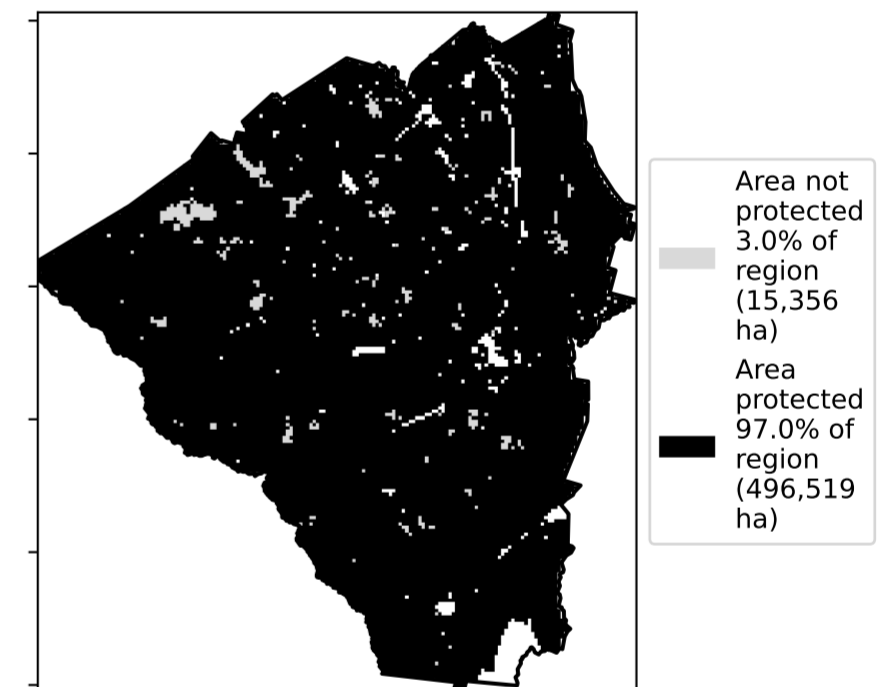 Area not
protected
3.0% of
region
(15,356
ha)
Area
protected
97.0% of
region
(496,519
ha)